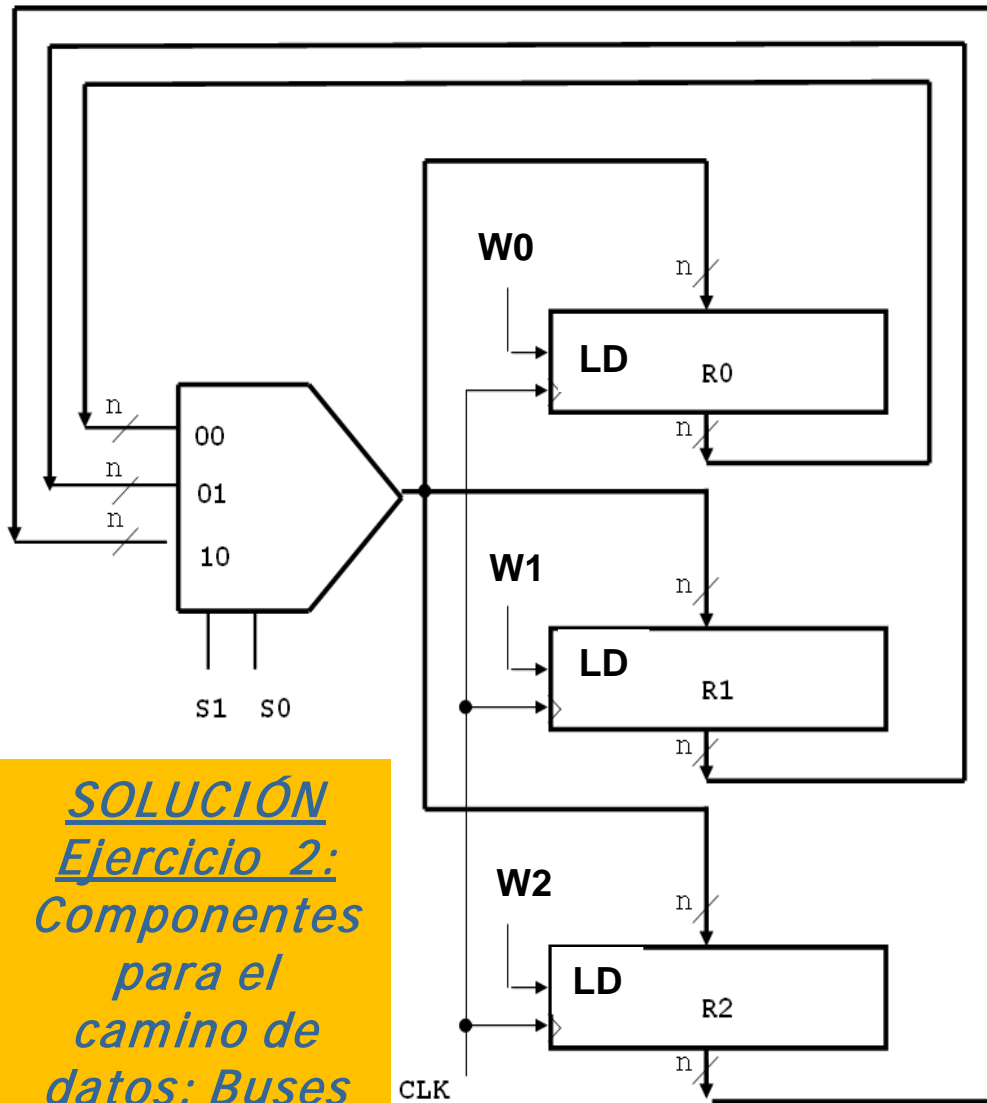 W0
n
LD
R0
n
n
00
n
01
n
10
W1
n
LD
R1
S1 S0
n
SOLUCIÓN
Ejercicio 2:
Componentes
para el
camino de
datos: Buses
W2
n
LD
R2
n
CLK